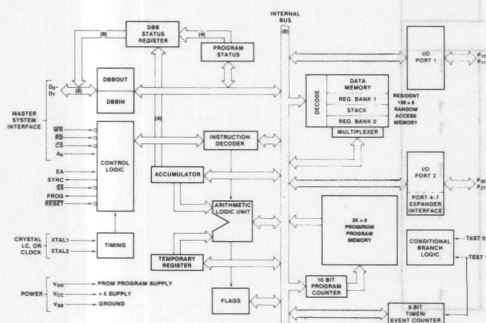 INTERNAL
BUS
(8)
DBB
STATUS
REGISTER
(8)
(4)
PROGRAM STATUS
I/O
PORT 1
D0-
D7
(8)
DBBOUT
DBBIN
MASTER
SYSTEM
INTERFACE
WR
RD
CS
A0
EA
SYNC
SS
PROG
RESET
CONTROL
LOGIC
(4)
INSTRUCTION
DECODER
DECODE
DATA
MEMORY
REG. BANK 1
STACK
REG. BANK 0
MULTIPLEXER
RESIDENT
RANDOM
ACCESS
MEMORY
ACCUMULATOR
I/O
PORT 2
PORT 4-7
EXPANDER
INTERFACE
ARITHMETIC
LOGIC UNIT
2K x 8
PROM/ROM
PROGRAM
MEMORY
CRYSTAL
LC, OR
CLOCK
XTAL1
XTAL2
TIMING
TEMPORARY
REGISTER
CONDITIONAL
BRANCH
LOGIC
TEST 0
TEST
10 BIT
PROGRAM
COUNTER
POWER
VDD
PROM PROGRAM SUPPLY
VCC
+ 5 SUPPLY
VSS
GROUND
FLAGS
8-BIT
TIMER/
EVENT COUNTER